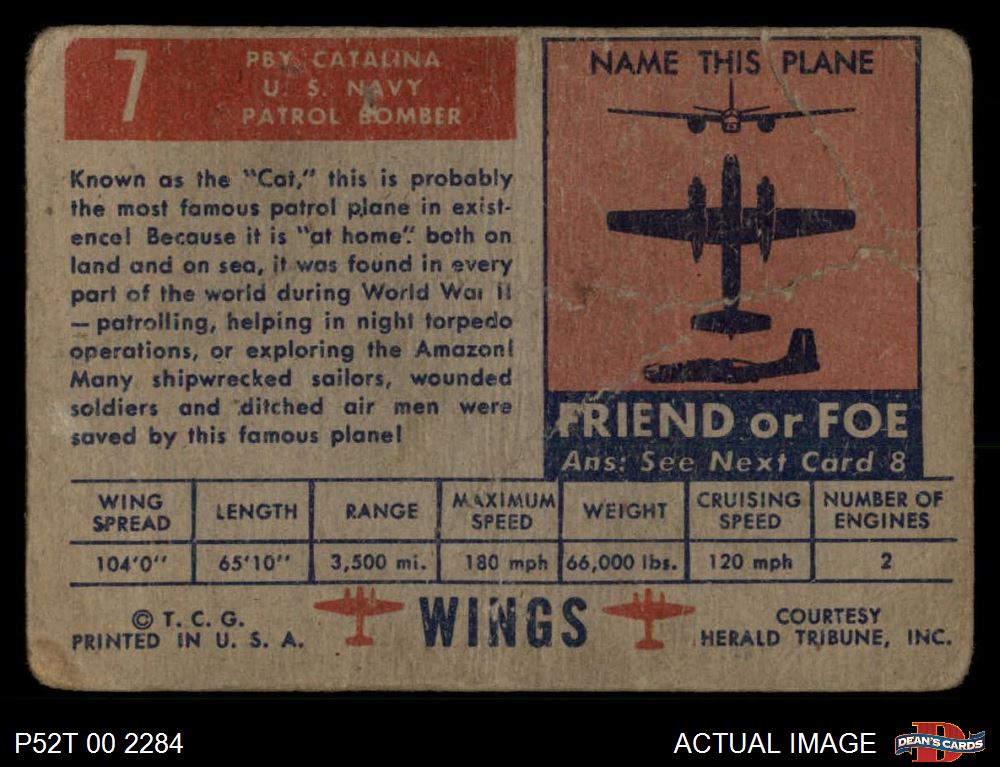 7
PBY CATALINA
U. S. NAVY
PATROL BOMBER
Known as the "Cat," this is probably
the most famous patrol plane in exist-
ence! Because it is "at home" both on
land and on sea, it was found in every
part of the world during World War II
— patrolling, helping in night torpedo
operations, or exploring the Amazon!
Many shipwrecked sailors, wounded
soldiers and ditched air men were
saved by this famous plane!
NAME THIS PLANE
FRIEND or FOE
Ans: See Next Card 8
WING SPREAD LENGTH RANGE MAXIMUM SPEED WEIGHT CRUISING SPEED NUMBER OF ENGINES
104'0" 65'10" 3,500 mi. 180 mph 66,000 lbs. 120 mph 2
© T. C. G.
PRINTED IN U. S. A.
WINGS
COURTESY
HERALD TRIBUNE, INC.
P52T 00 2284
ACTUAL IMAGE
D
DEAN'S CARDS